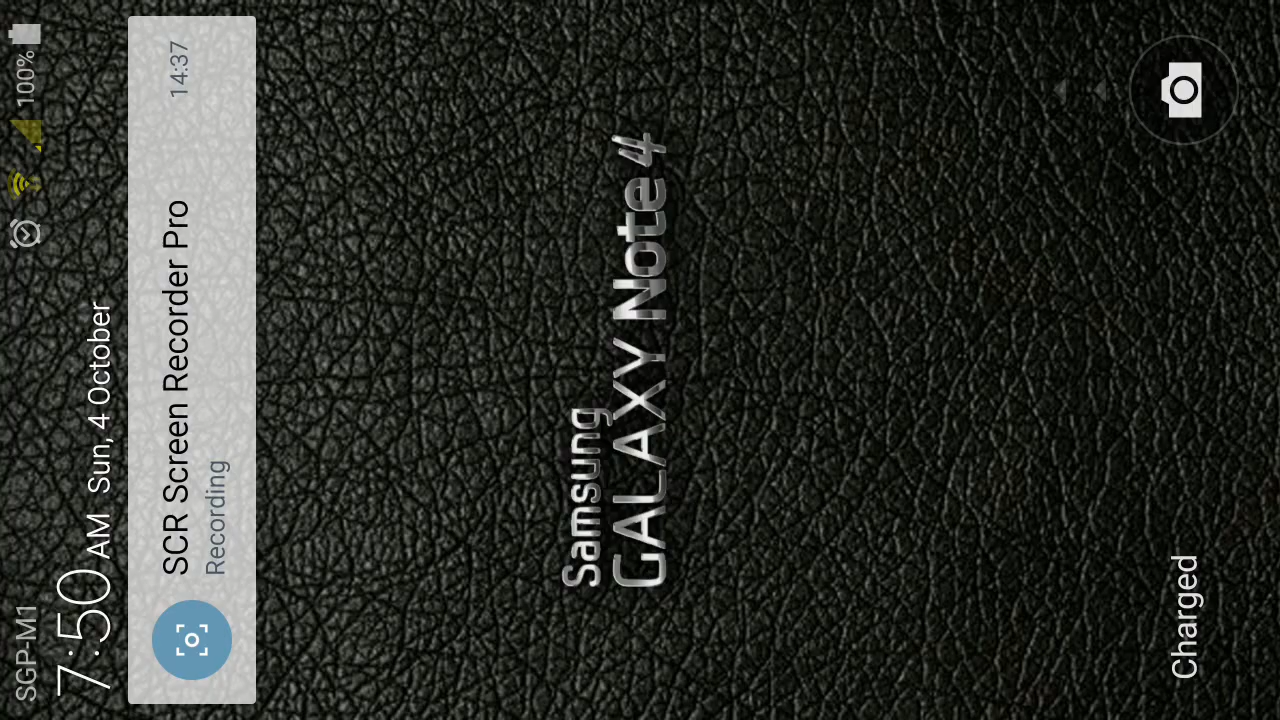 SGP-M1 100%
7:50 AM Sun, 4 October
SCR Screen Recorder Pro 14:37
Recording
Samsung
GALAXY Note 4
Charged